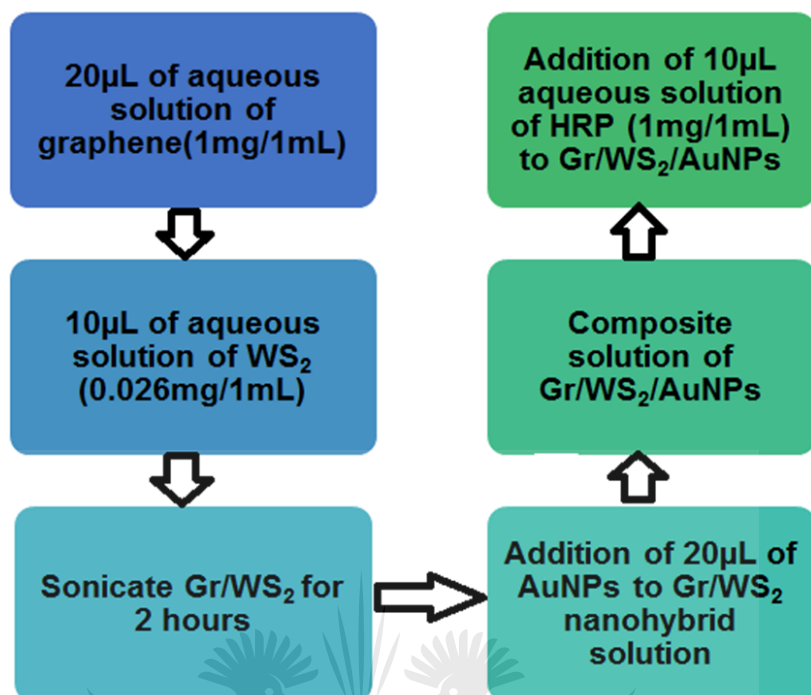 20µL of aqueous
solution of
graphene(1mg/1mL)
10µL of aqueous
solution of WS₂
(0.026mg/1mL)
Sonicate Gr/WS₂ for
2 hours
Addition of 20µL of
AuNPs to Gr/WS₂
nanohybrid
solution
Composite
solution of
Gr/WS₂/AuNPs
Addition of 10µL
aqueous solution
of HRP (1mg/1mL)
to Gr/WS₂/AuNPs